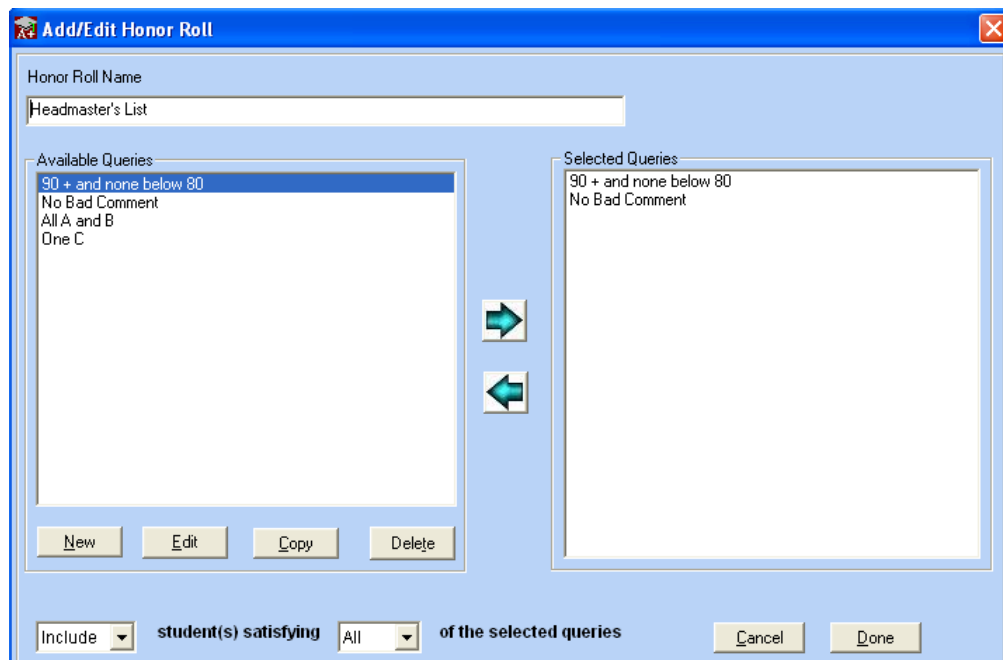 Add/Edit Honor Roll
Honor Roll Name
Headmaster's List
Available Queries
90 + and none below 80
No Bad Comment
All A and B
One C
New Edit Copy Delete
Selected Queries
90 + and none below 80
No Bad Comment
Include student(s) satisfying All of the selected queries Cancel Done